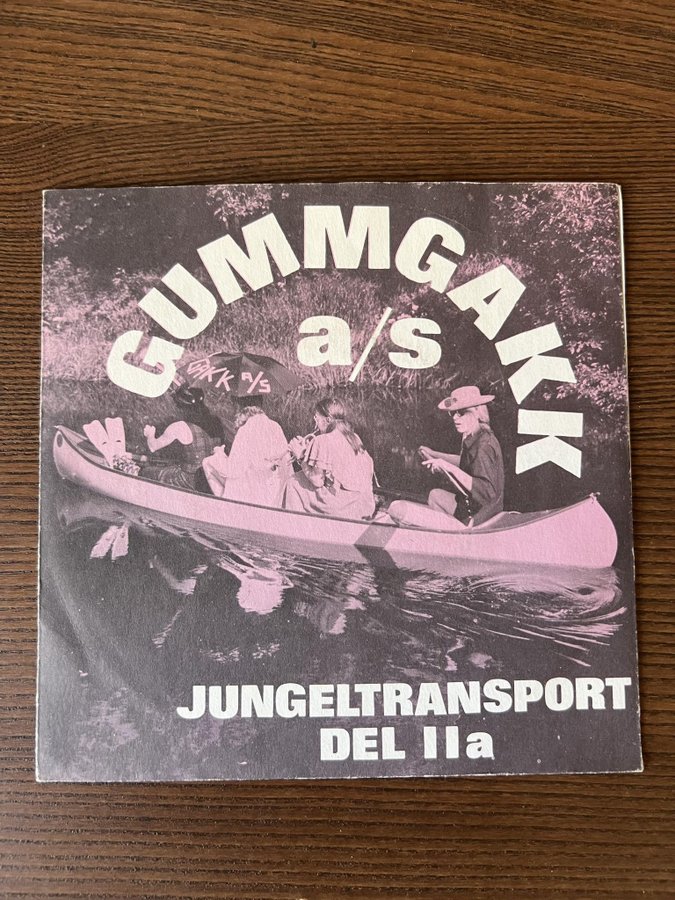 GUMMGAKK
a/s
GAKK A/S
JUNGELTRANSPORT
DEL IIa